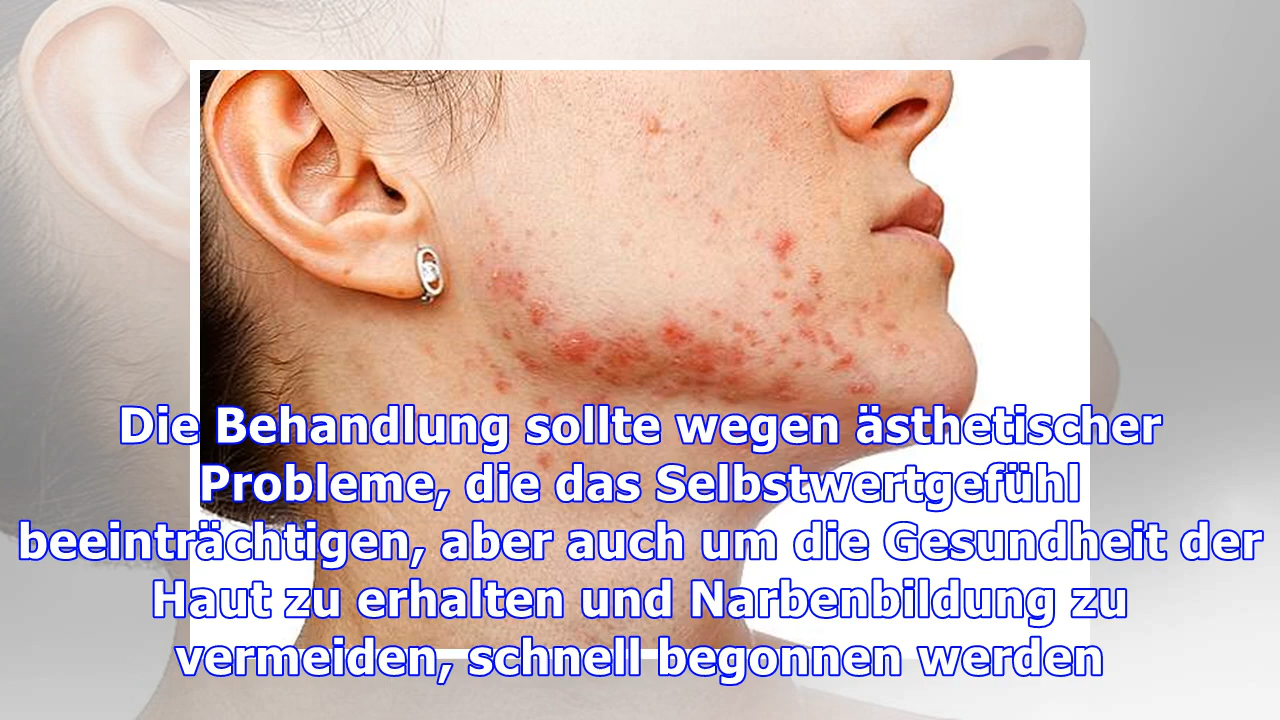 Die Behandlung sollte wegen ästhetischer
Probleme, die das Selbstwertgefühl
beeinträchtigen, aber auch um die Gesundheit der
Haut zu erhalten und Narbenbildung zu
vermeiden, schnell begonnen werden